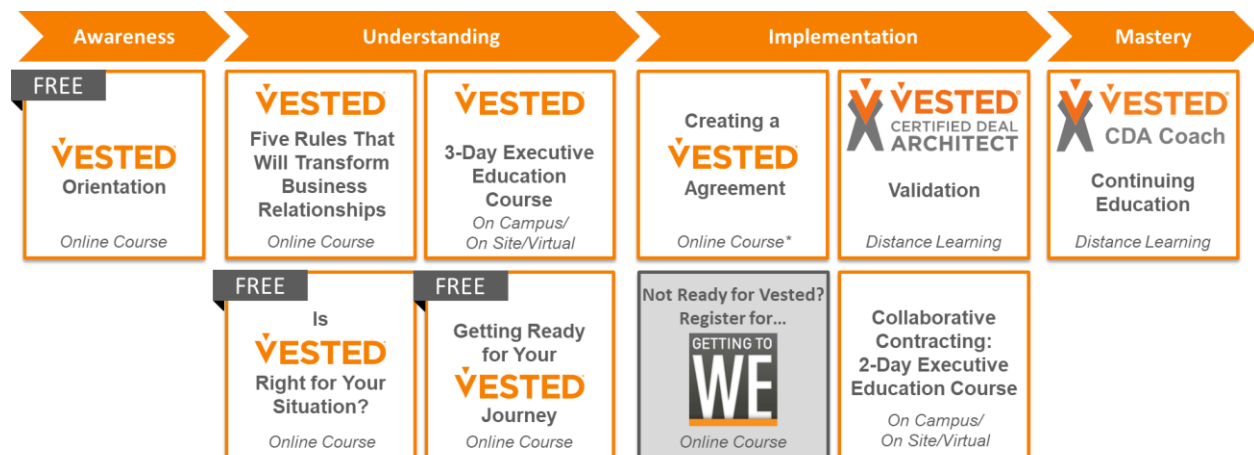 Awareness
Understanding
Implementation
Mastery
FREE
VESTED
Orientation
Online Course
VESTED®
Five Rules That
Will Transform
Business
Relationships
Online Course
VESTED®
3-Day Executive
Education
Course
On Campus/
On Site/Virtual
Creating a
VESTED®
Agreement
Online Course*
VESTED®
CERTIFIED DEAL
ARCHITECT
Validation
Distance Learning
VESTED®
CDA Coach
Continuing
Education
Distance Learning
FREE
Is
VESTED®
Right for Your
Situation?
Online Course
FREE
Getting Ready
for Your
VESTED®
Journey
Online Course
Not Ready for Vested?
Register for...
GETTING TO
WE
Online Course
Collaborative
Contracting:
2-Day Executive
Education Course
On Campus/
On Site/Virtual